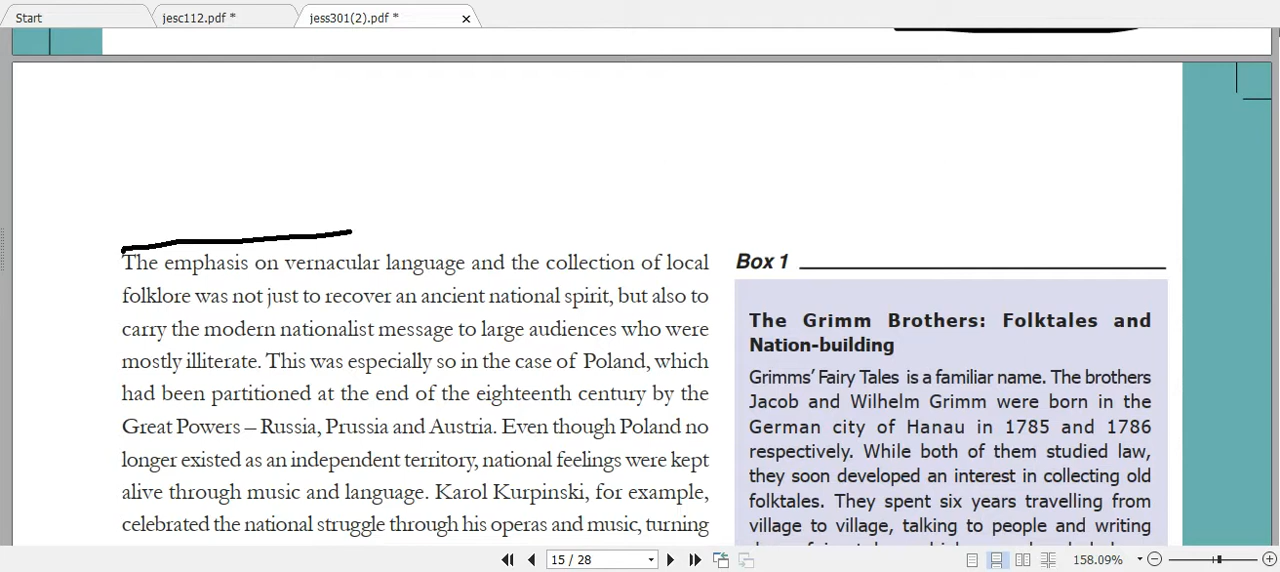 Start
jesc112.pdf *
jess301(2).pdf *
The emphasis on vernacular language and the collection of local
folklore was not just to recover an ancient national spirit, but also to
carry the modern nationalist message to large audiences who were
mostly illiterate. This was especially so in the case of Poland, which
had been partitioned at the end of the eighteenth century by the
Great Powers – Russia, Prussia and Austria. Even though Poland no
longer existed as an independent territory, national feelings were kept
alive through music and language. Karol Kurpinski, for example,
celebrated the national struggle through his operas and music, turning
Box 1
The Grimm Brothers: Folktales and
Nation-building
Grimms’ Fairy Tales is a familiar name. The brothers
Jacob and Wilhelm Grimm were born in the
German city of Hanau in 1785 and 1786
respectively. While both of them studied law,
they soon developed an interest in collecting old
folktales. They spent six years travelling from
village to village, talking to people and writing
15 / 28
158.09%